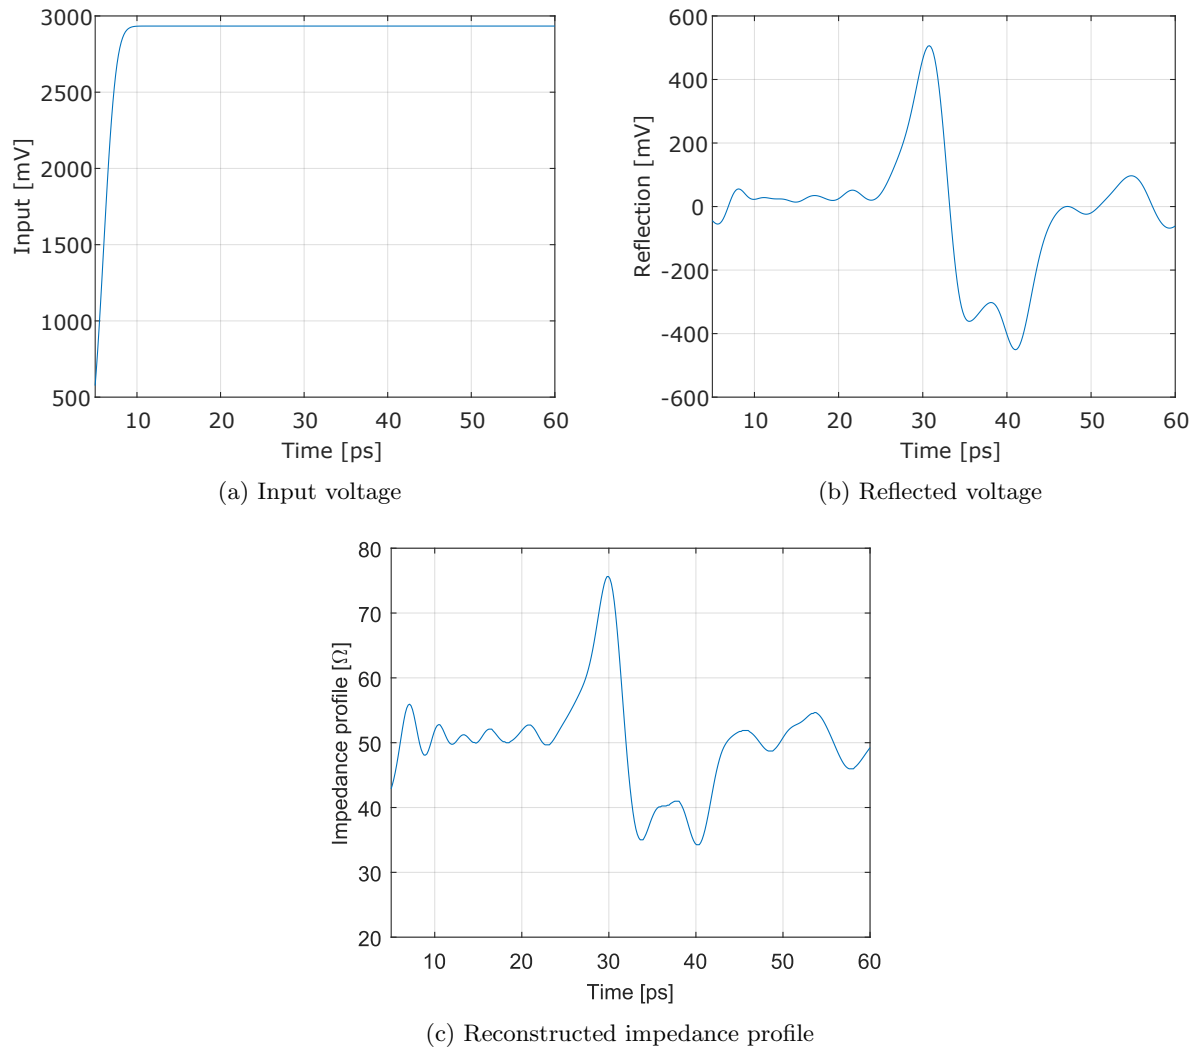 3000
2500
2000
1500
1000
500
Input [mV]
10 20 30 40 50 60
Time [ps]
(a) Input voltage
600
400
200
0
-200
-400
-600
Reflection [mV]
10 20 30 40 50 60
Time [ps]
(b) Reflected voltage
80
70
60
50
40
30
20
Impedance profile [Ω]
10 20 30 40 50 60
Time [ps]
(c) Reconstructed impedance profile